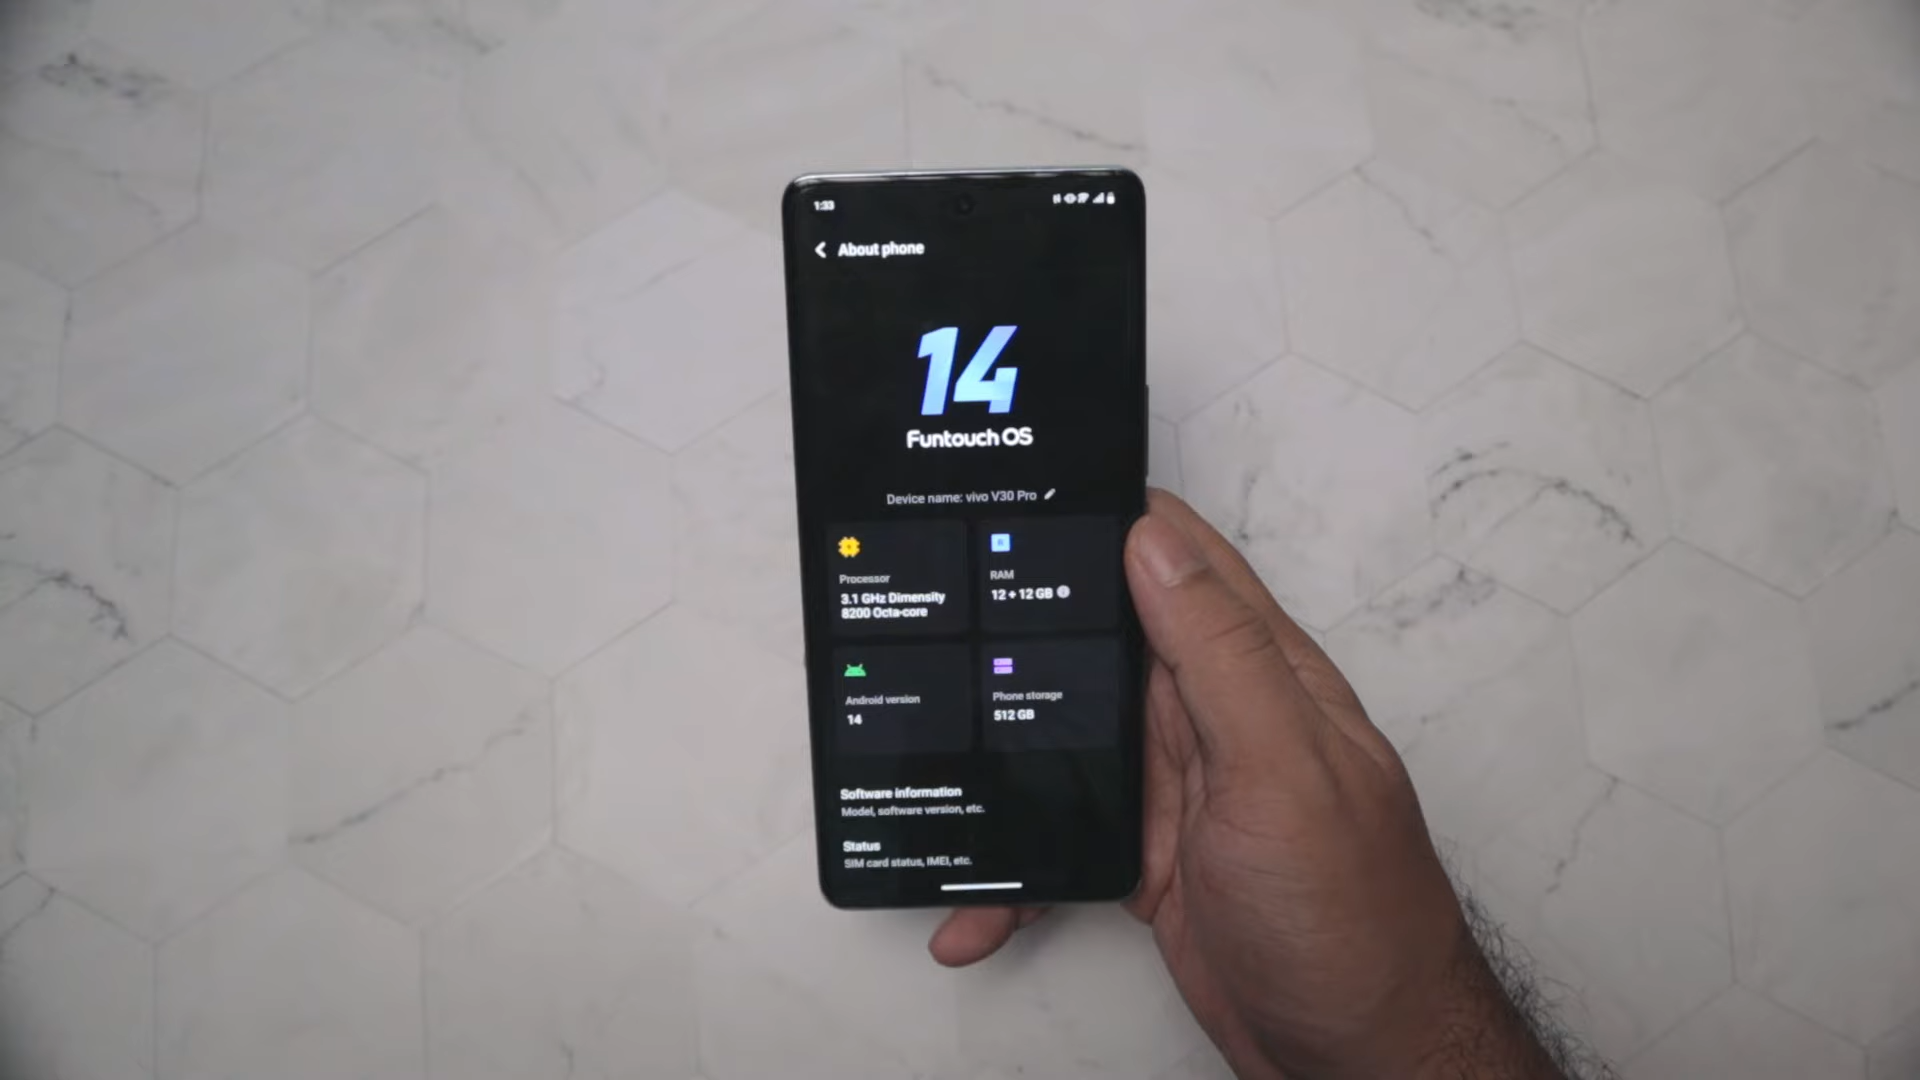 1:33
About phone
14
Funtouch OS
Device name: vivo V30 Pro
Processor
3.1 GHz Dimensity
8200 Octa-core
RAM
12 + 12 GB
Android version
14
Phone storage
512 GB
Software information
Model, software version, etc.
Status
SIM card status, IMEI, etc.